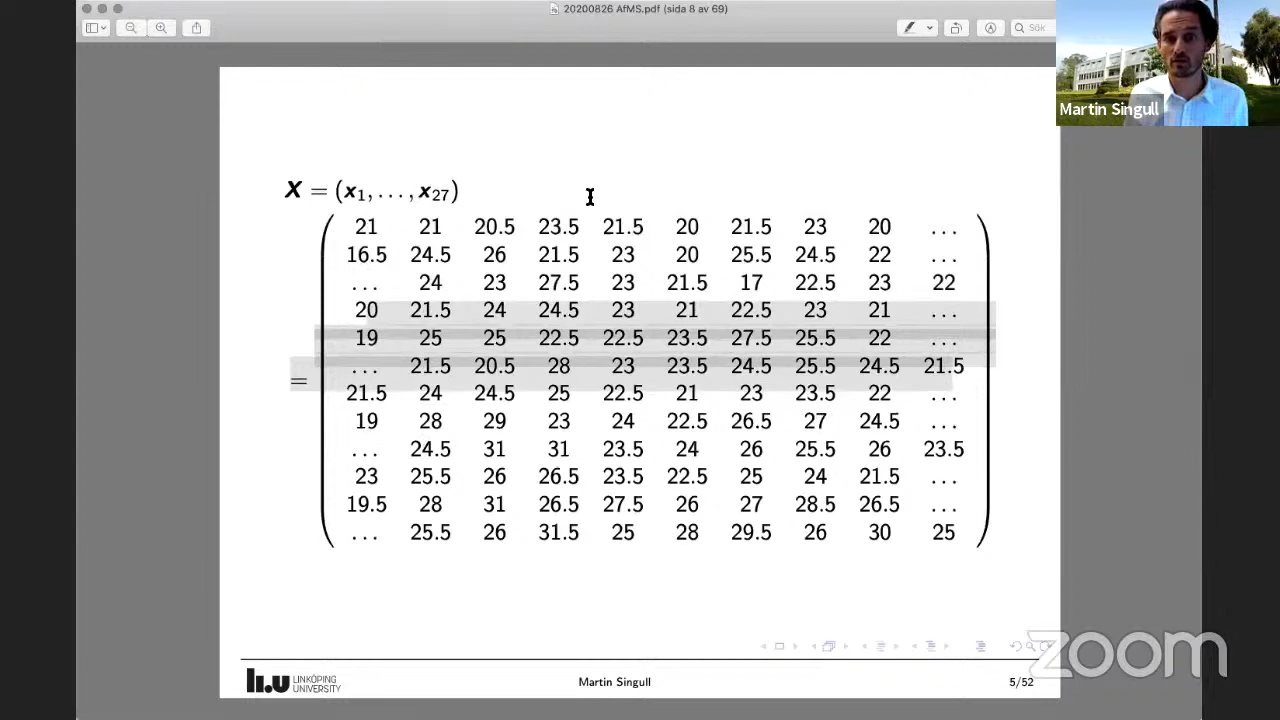 20200826 AfMS.pdf (sida 8 av 69)
Sök
Martin Singull
X = (x₁, . . . , x₂₇)
21 21 20.5 23.5 21.5 20 21.5 23 20 . . .
16.5 24.5 26 21.5 23 20 25.5 24.5 22 . . .
. . . 24 23 27.5 23 21.5 17 22.5 23 22
20 21.5 24 24.5 23 21 22.5 23 21 . . .
19 25 25 22.5 22.5 23.5 27.5 25.5 22 . . .
. . . 21.5 20.5 28 23 23.5 24.5 25.5 24.5 21.5
=
21.5 24 24.5 25 22.5 21 23 23.5 22 . . .
19 28 29 23 24 22.5 26.5 27 24.5 . . .
. . . 24.5 31 31 23.5 24 26 25.5 26 23.5
23 25.5 26 26.5 23.5 22.5 25 24 21.5 . . .
19.5 28 31 26.5 27.5 26 27 28.5 26.5 . . .
. . . 25.5 26 31.5 25 28 29.5 26 30 25
zoom
li.u LINKÖPING UNIVERSITY
Martin Singull
5/52